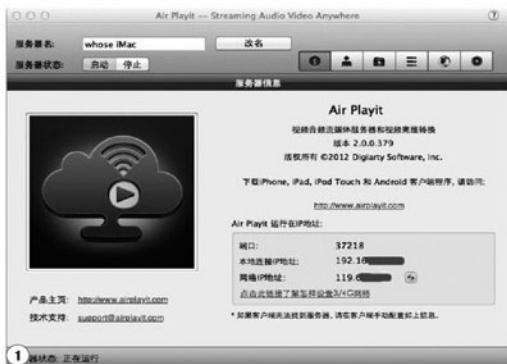 Air Playit -- Streaming Audio Video Anywhere
服务器名: whose iMac 改名
服务器状态: 启动 停止
服务器信息
Air Playit
视频音频流媒体服务器和视频离线转换
版本 2.0.0.379
版权所有 ©2012 Digiarty Software, Inc.
下载iPhone, iPad, iPod Touch 和 Android 客户端程序, 请访问:
http://www.airplayit.com
Air Playit 运行在IP地址:
端口: 37218
本地连接IP地址: 192.16
网络IP地址: 119.6
点击此链接了解怎样设置3/4G网络
产品主页: http://www.airplayit.com
技术支持: support@airplayit.com
* 如果客户端无法找到服务器, 请在客户端手动配置如上信息。
1 器状态: 正在运行